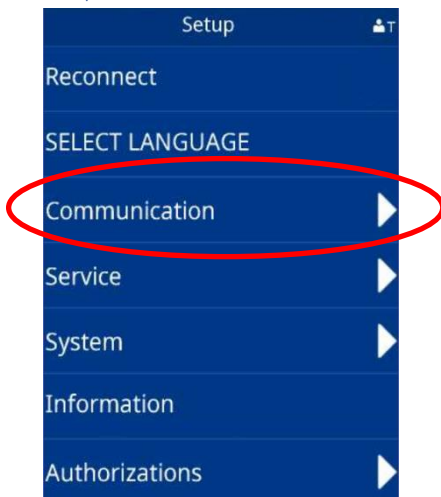 Setup
T
Reconnect
SELECT LANGUAGE
Communication
Service
System
Information
Authorizations